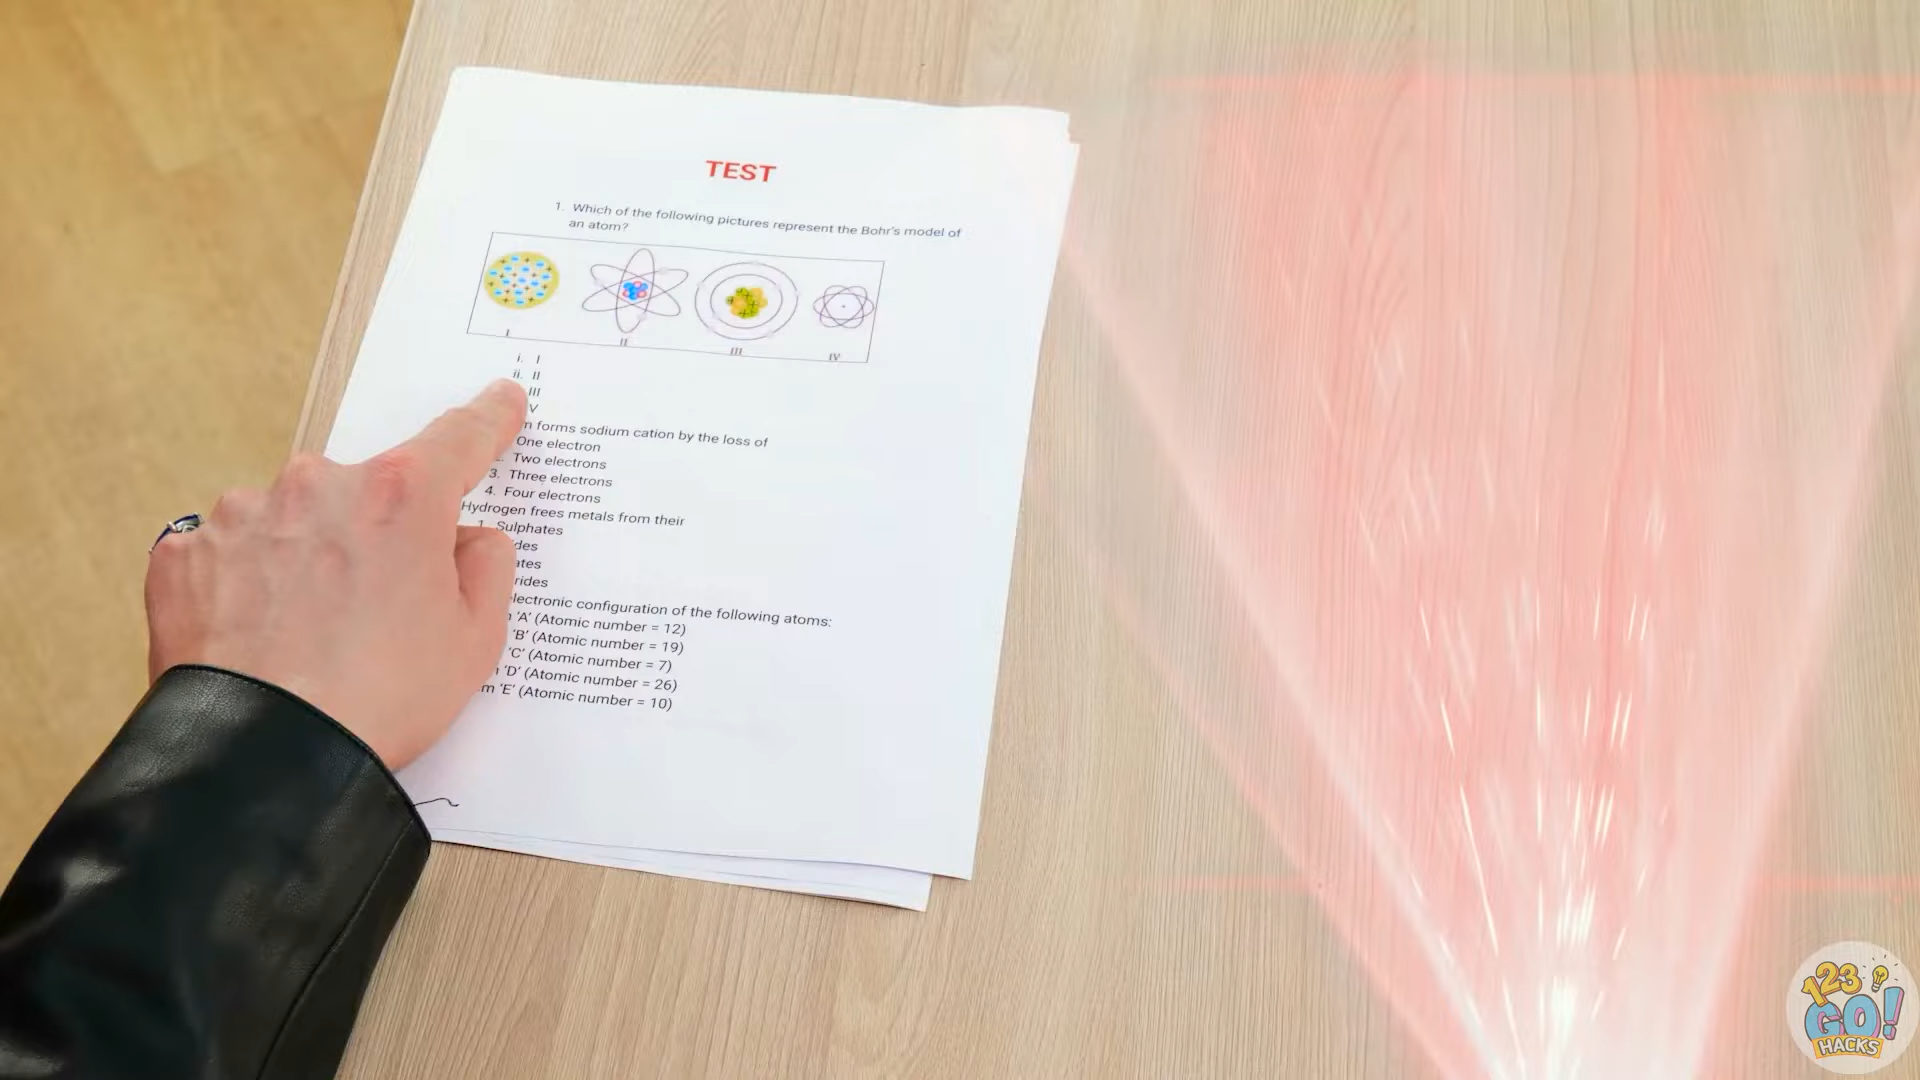 TEST
1. Which of the following pictures represent the Bohr's model of
an atom?
I
II
III
IV
i. I
ii. II
III
V
n forms sodium cation by the loss of
One electron
2. Two electrons
3. Three electrons
4. Four electrons
Hydrogen frees metals from their
1. Sulphates
ides
ates
rides
lectronic configuration of the following atoms:
'A' (Atomic number = 12)
'B' (Atomic number = 19)
'C' (Atomic number = 7)
'D' (Atomic number = 26)
m 'E' (Atomic number = 10)
123
GO!
HACKS